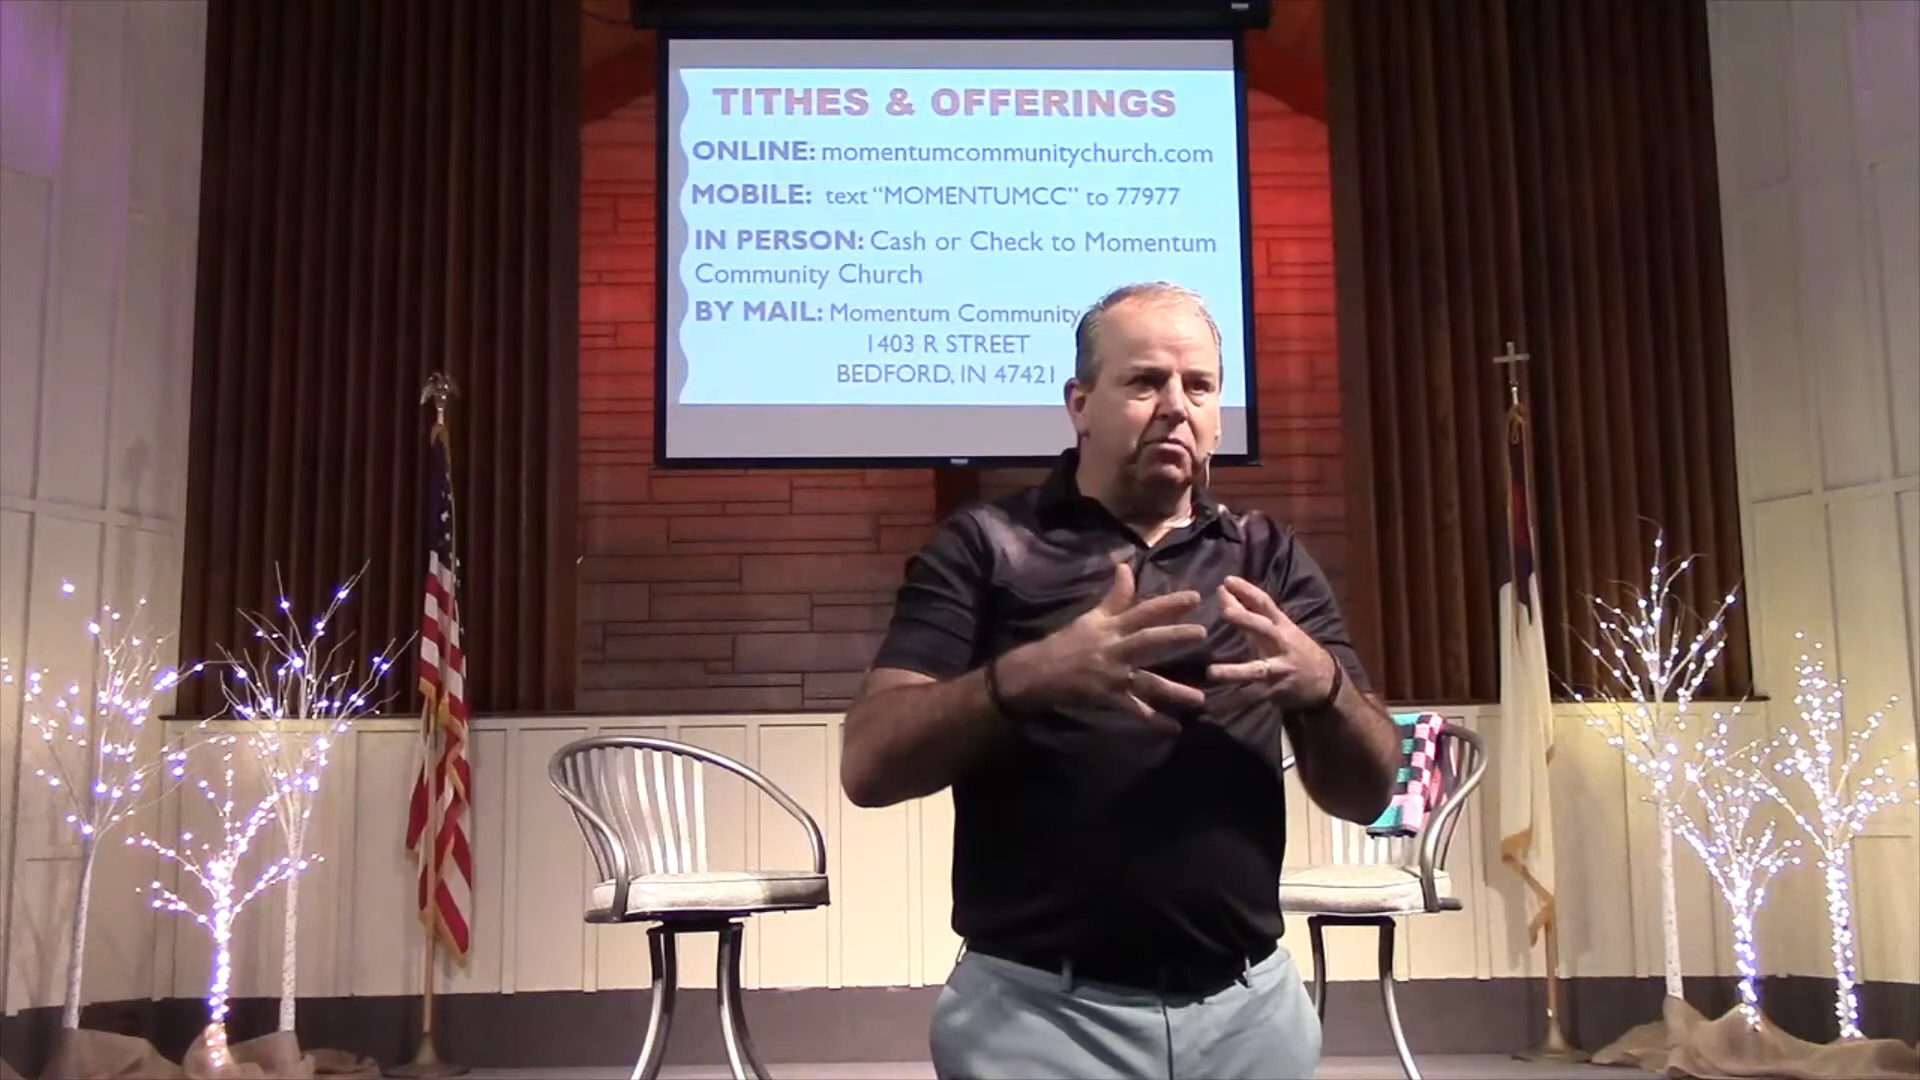 TITHES & OFFERINGS
ONLINE: momentumcommunitychurch.com
MOBILE: text “MOMENTUMCC” to 77977
IN PERSON: Cash or Check to Momentum
Community Church
BY MAIL: Momentum Community
1403 R STREET
BEDFORD, IN 47421